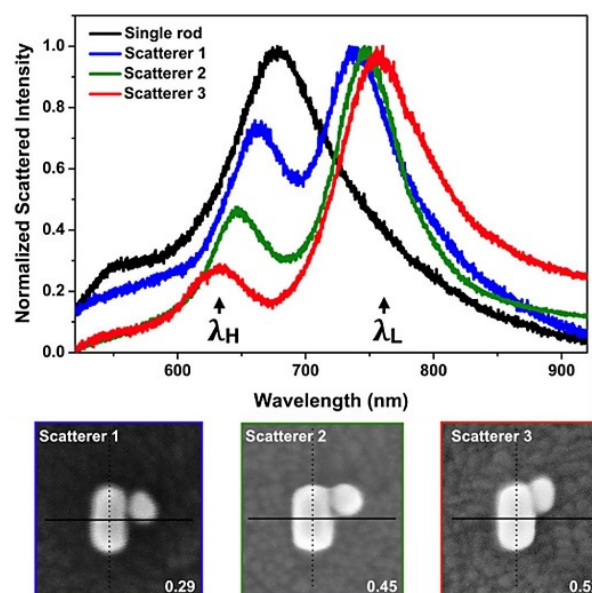 Single rod
Scatterer 1
Scatterer 2
Scatterer 3
Normalized Scattered Intensity
1.0
0.8
0.6
0.4
0.2
0.0
λH
λL
600
700
800
900
Wavelength (nm)
Scatterer 1
Scatterer 2
Scatterer 3
0.29
0.45